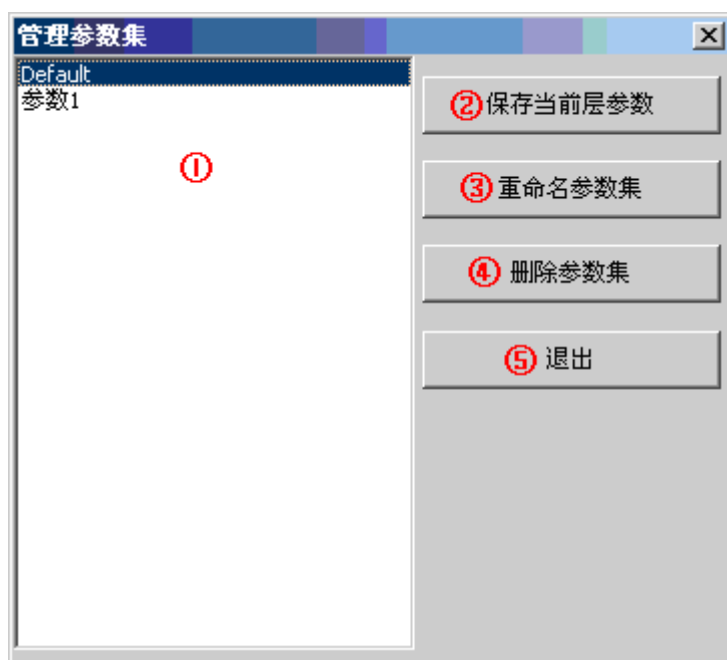 管理参数集
Default
参数1
①
②保存当前层参数
③重命名参数集
④ 删除参数集
⑤ 退出